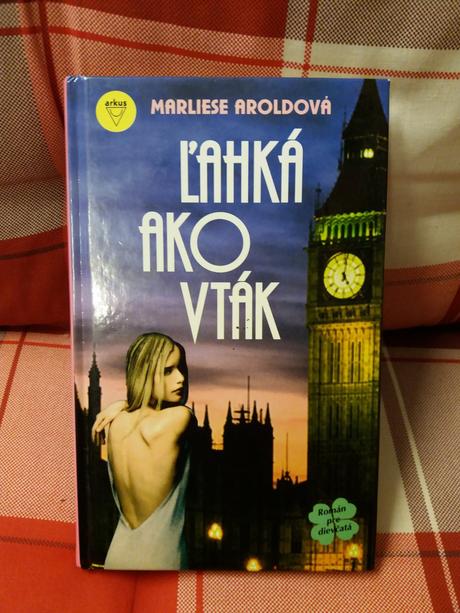 arkus
MARLIESE AROLDOVÁ
ĽAHKÁ
AKO
VTÁK
Román
pre
dievčatá